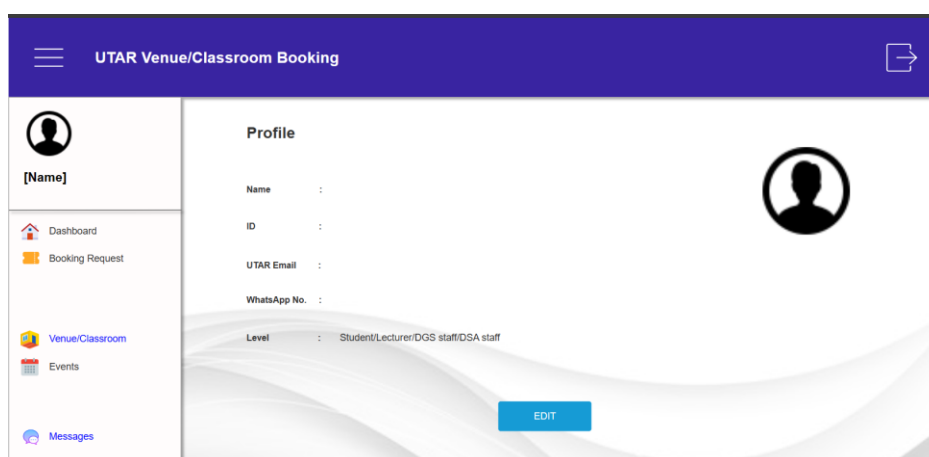 UTAR Venue/Classroom Booking
[Name]
Dashboard
Booking Request
Venue/Classroom
Events
Messages
Profile
Name :
ID :
UTAR Email :
WhatsApp No. :
Level : Student/Lecturer/DGS staff/DSA staff
EDIT